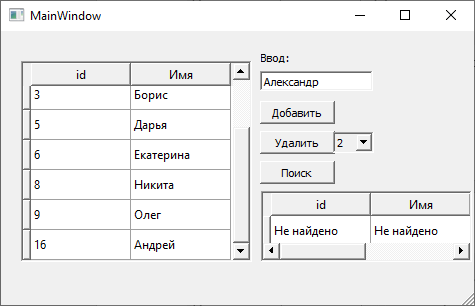 MainWindow
id Имя
3 Борис
5 Дарья
6 Екатерина
8 Никита
9 Олег
16 Андрей
Ввод:
Александр
Добавить
Удалить 2
Поиск
id Имя
Не найдено Не найдено